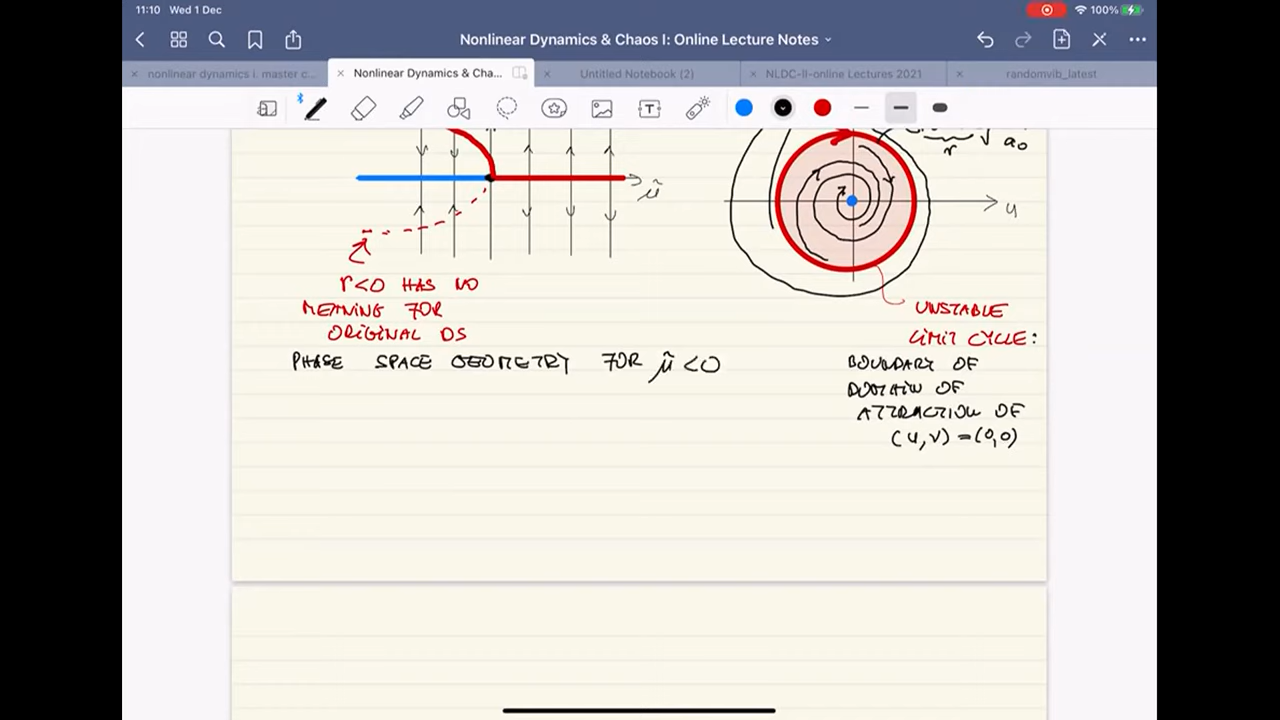 11:10 Wed 1 Dec
100%
Nonlinear Dynamics & Chaos I: Online Lecture Notes
nonlinear dynamics i. master c...
Nonlinear Dynamics & Cha...
Untitled Notebook (2)
NLDC-II-online Lectures 2021
randomvib_latest
T
r
√
a₀
μ̃
u
r<0 HAS NO
MEANING FOR
ORIGINAL DS
UNSTABLE
LIMIT CYCLE:
PHASE SPACE GEOMETRY FOR μ̃ <0
BOUNDARY OF
DOMAIN OF
ATTRACTION OF
(u,v)=(0,0)